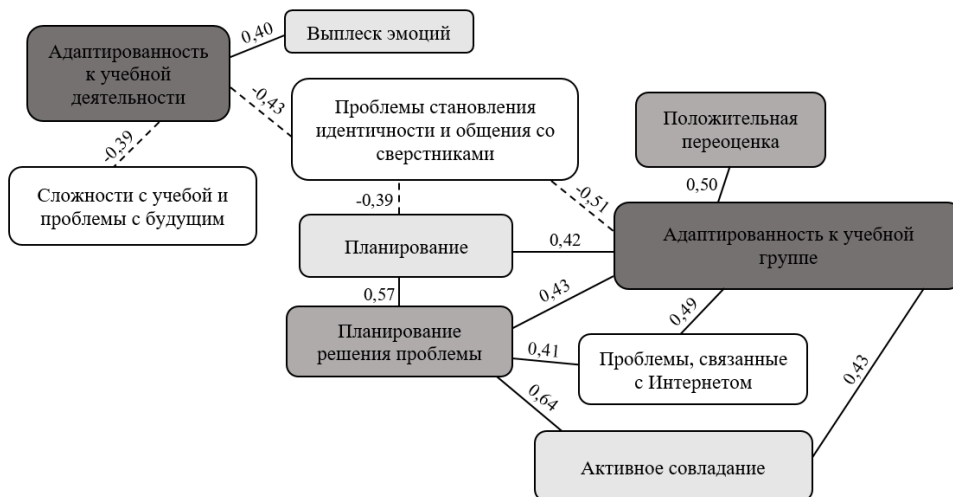 Адаптированность
к учебной
деятельности
0,40
Выплеск эмоций
-0,43
-0,39
Проблемы становления
идентичности и общения со
сверстниками
Положительная
переоценка
Сложности с учебой и
проблемы с будущим
-0,39
-0,51
0,50
Планирование
0,42
Адаптированность к учебной
группе
0,57
0,43
Планирование
решения проблемы
0,49
0,41
Проблемы, связанные
с Интернетом
0,43
0,64
Активное совладание